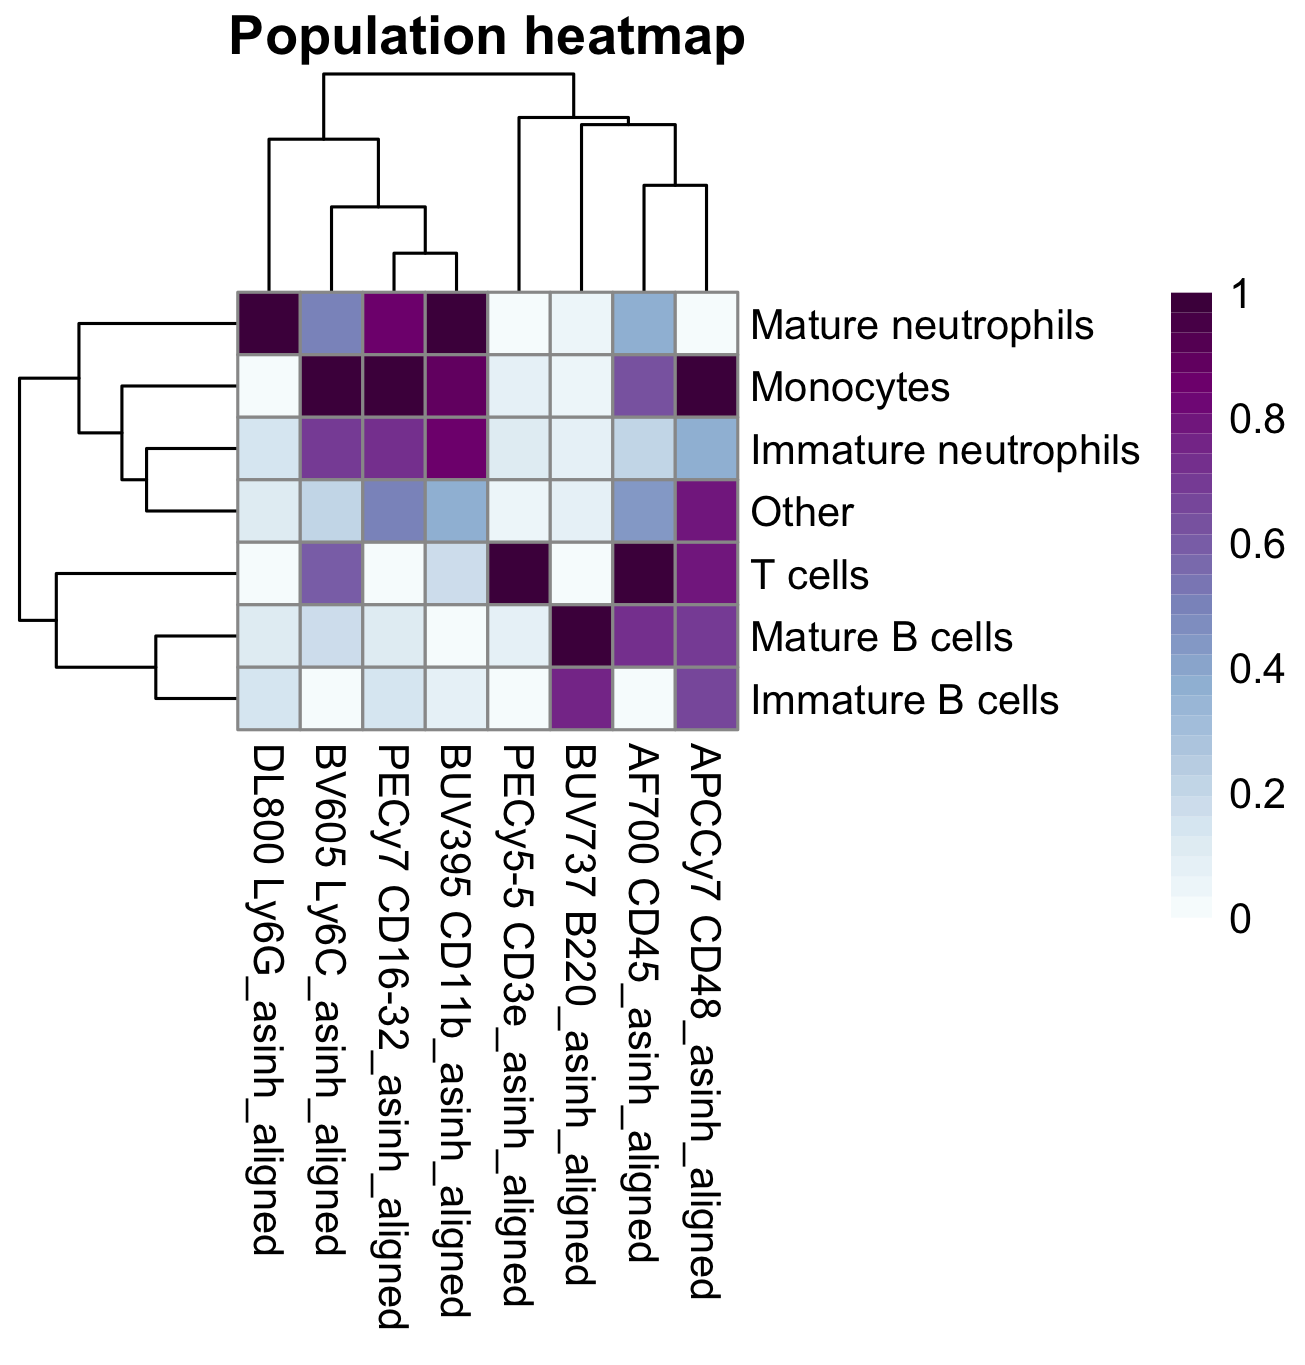 Population heatmap
Mature neutrophils
Monocytes
Immature neutrophils
Other
T cells
Mature B cells
Immature B cells
1
0.8
0.6
0.4
0.2
0
DL800 Ly6G_asinh_aligned
BV605 Ly6C_asinh_aligned
PECy7 CD16-32_asinh_aligned
BUV395 CD11b_asinh_aligned
PECy5-5 CD3e_asinh_aligned
BUV737 B220_asinh_aligned
AF700 CD45_asinh_aligned
APCCy7 CD48_asinh_aligned